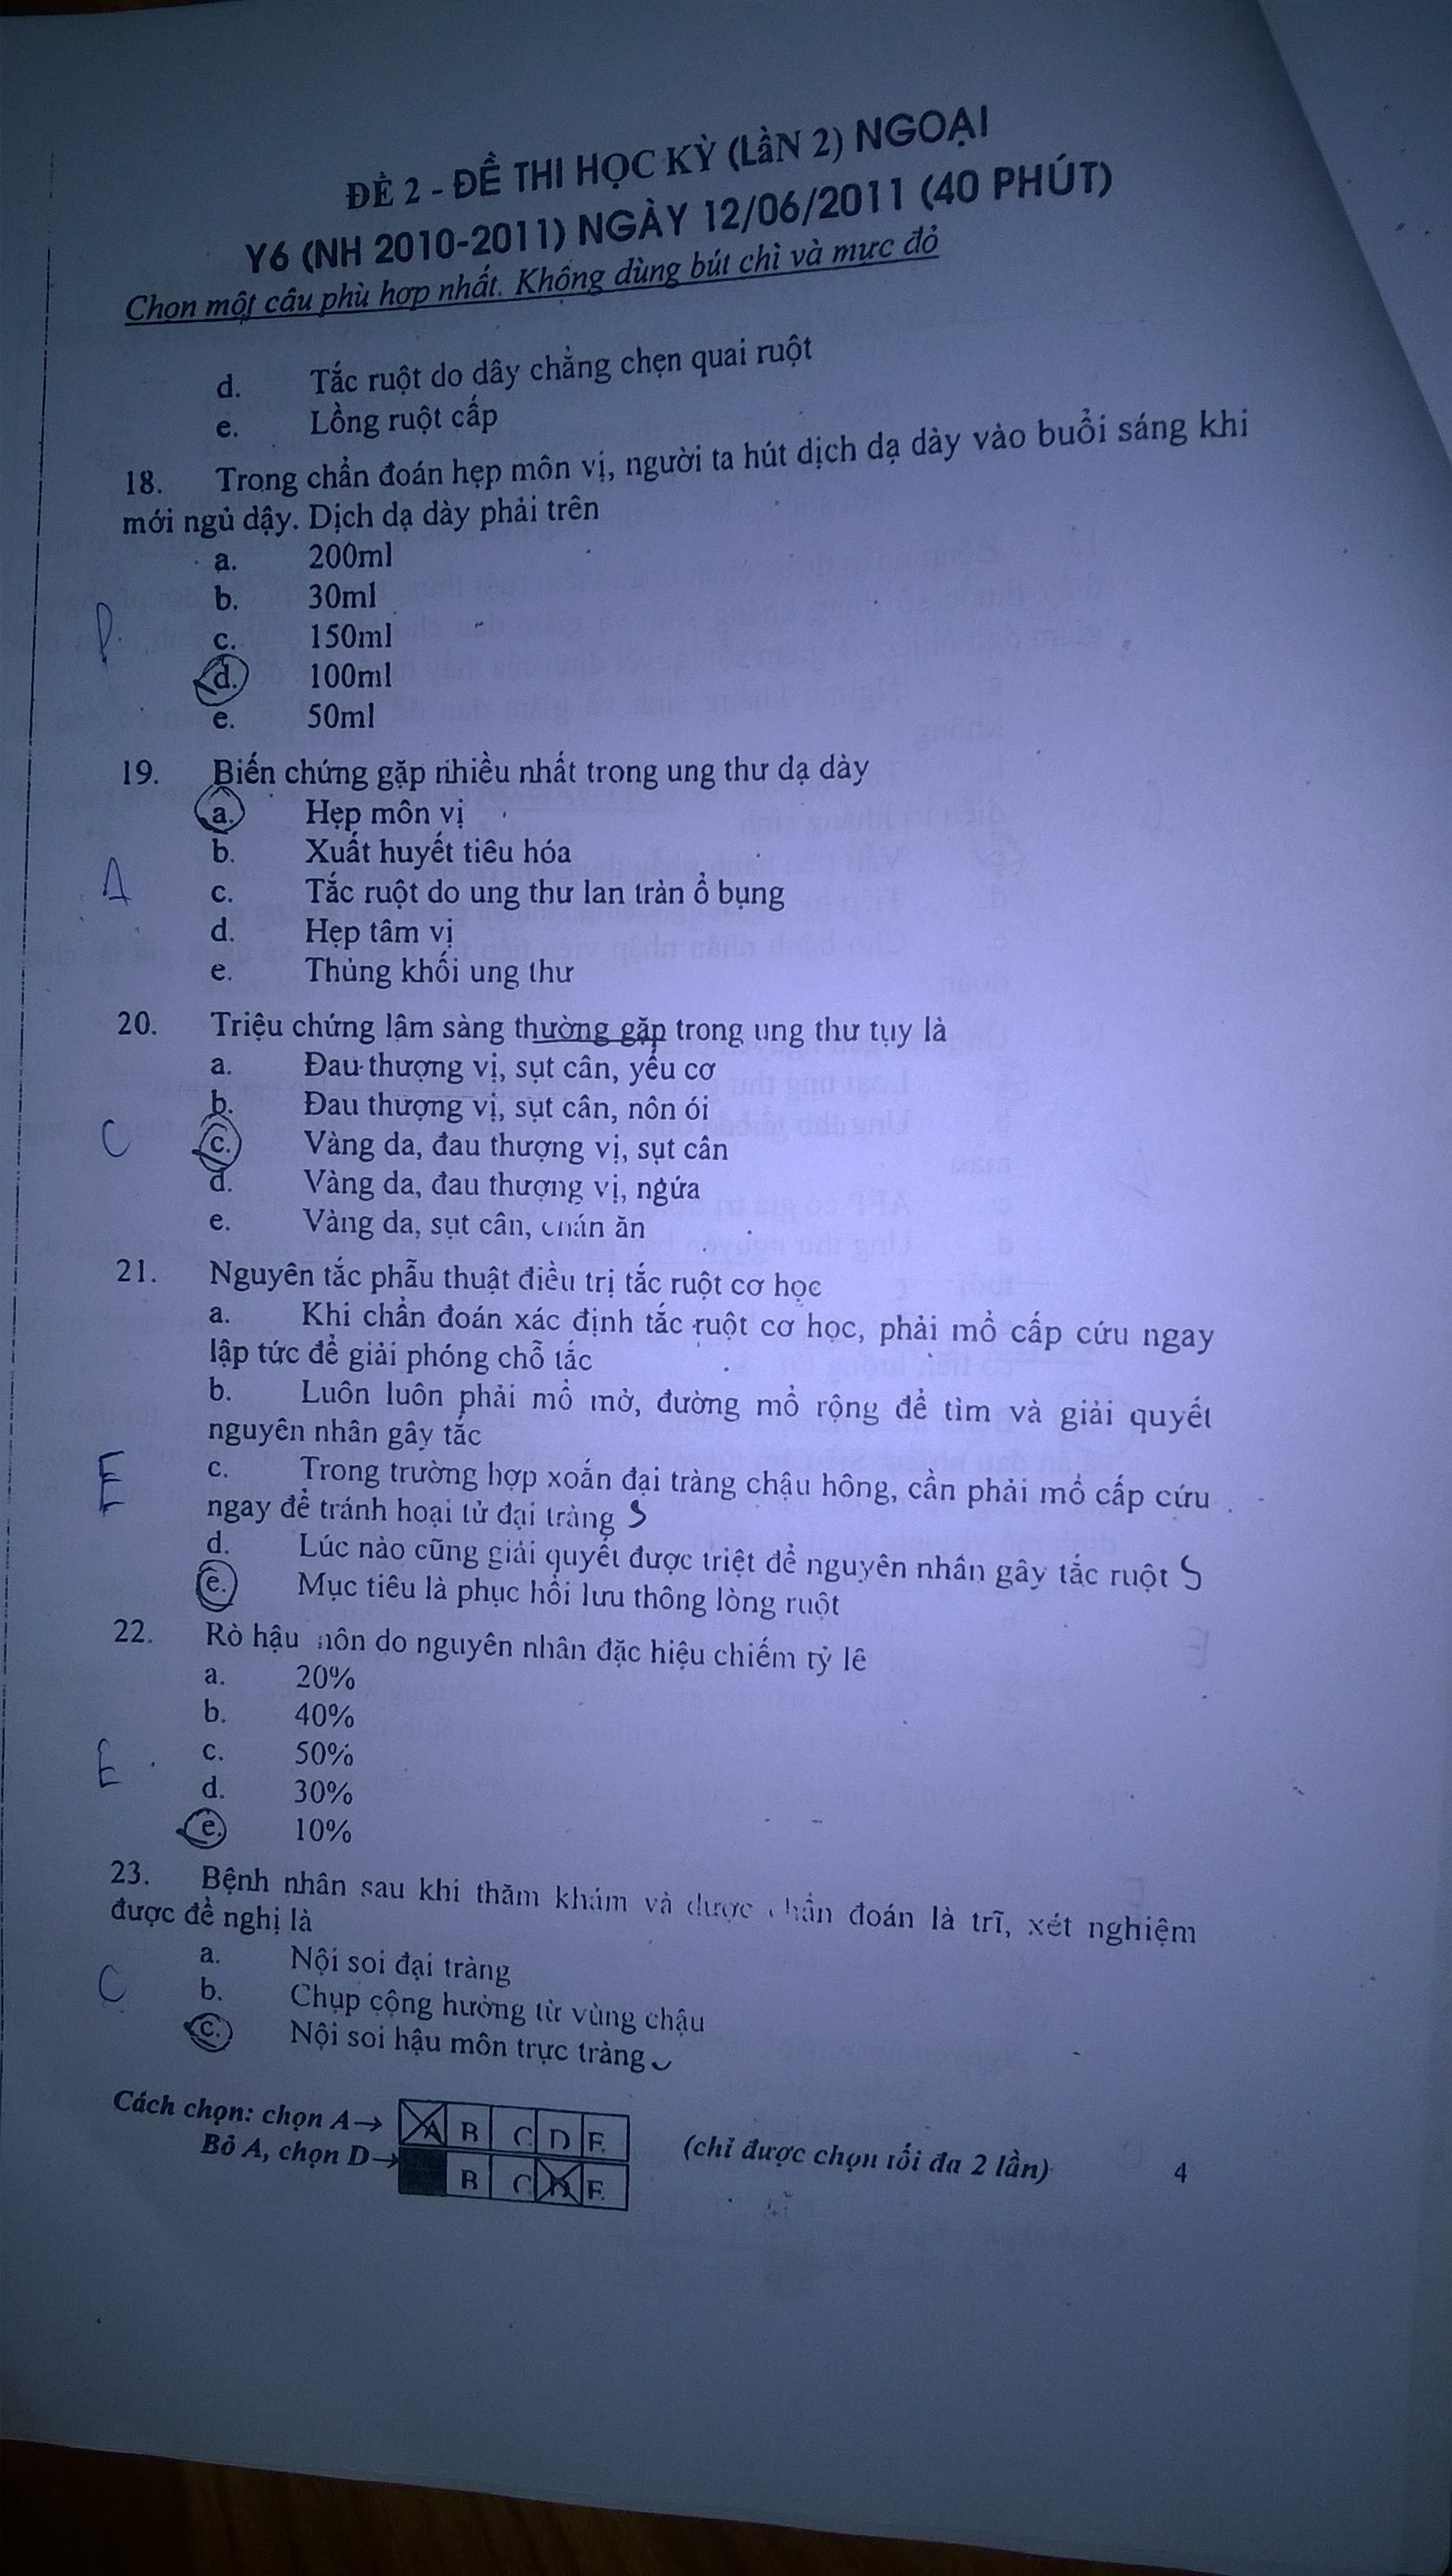 ĐỀ 2 - ĐỀ THI HỌC KỲ (LầN 2) NGOẠI
Y6 (NH 2010-2011) NGÀY 12/06/2011 (40 PHÚT)
Chọn một câu phù hợp nhất. Không dùng bút chì và mực đỏ
d. Tắc ruột do dây chằng chẹn quai ruột
e. Lồng ruột cấp
18. Trong chẩn đoán hẹp môn vị, người ta hút dịch dạ dày vào buổi sáng khi
mới ngủ dậy. Dịch dạ dày phải trên
a. 200ml
b. 30ml
c. 150ml
d. 100ml
e. 50ml
19. Biến chứng gặp nhiều nhất trong ung thư dạ dày
a. Hẹp môn vị
b. Xuất huyết tiêu hóa
A c. Tắc ruột do ung thư lan tràn ổ bụng
d. Hẹp tâm vị
e. Thủng khối ung thư
20. Triệu chứng lâm sàng thường gặp trong ung thư tụy là
a. Đau thượng vị, sụt cân, yếu cơ
b. Đau thượng vị, sụt cân, nôn ói
C c. Vàng da, đau thượng vị, sụt cân
d. Vàng da, đau thượng vị, ngứa
e. Vàng da, sụt cân, chán ăn
21. Nguyên tắc phẫu thuật điều trị tắc ruột cơ học
a. Khi chẩn đoán xác định tắc ruột cơ học, phải mổ cấp cứu ngay
lập tức để giải phóng chỗ tắc
b. Luôn luôn phải mổ mở, đường mổ rộng để tìm và giải quyết
nguyên nhân gây tắc
E c. Trong trường hợp xoắn đại tràng chậu hông, cần phải mổ cấp cứu
ngay để tránh hoại tử đại tràng S
d. Lúc nào cũng giải quyết được triệt để nguyên nhân gây tắc ruột S
e. Mục tiêu là phục hồi lưu thông lòng ruột
22. Rò hậu môn do nguyên nhân đặc hiệu chiếm tỷ lê
a. 20%
b. 40%
E c. 50%
d. 30%
e. 10%
23. Bệnh nhân sau khi thăm khám và được chẩn đoán là trĩ, xét nghiệm
được đề nghị là
a. Nội soi đại tràng
C b. Chụp cộng hưởng từ vùng chậu
c. Nội soi hậu môn trực tràng
Cách chọn: chọn A→ A B C D E
Bỏ A, chọn D→ B C D E (chỉ được chọn tối đa 2 lần) 4